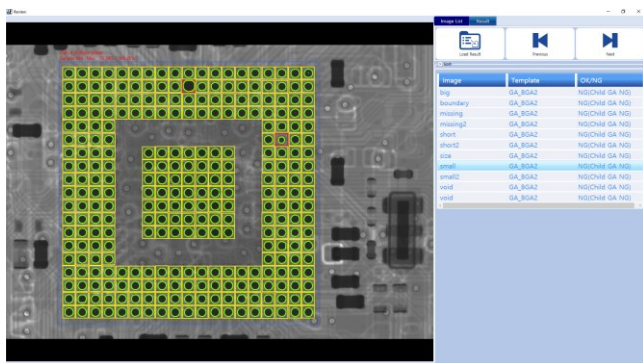 Review
Image List Result
Load Result Previous Next
Sort
Image Template OK/NG
big GA_BGA2 NG(Child GA NG)
boundary GA_BGA2 NG(Child GA NG)
missing GA_BGA2 NG(Child GA NG)
missing2 GA_BGA2 NG(Child GA NG)
short GA_BGA2 NG(Child GA NG)
short2 GA_BGA2 NG(Child GA NG)
size GA_BGA2 NG(Child GA NG)
small GA_BGA2 NG(Child GA NG)
small2 GA_BGA2 NG(Child GA NG)
void GA_BGA2 NG(Child GA NG)
void GA_BGA2 NG(Child GA NG)